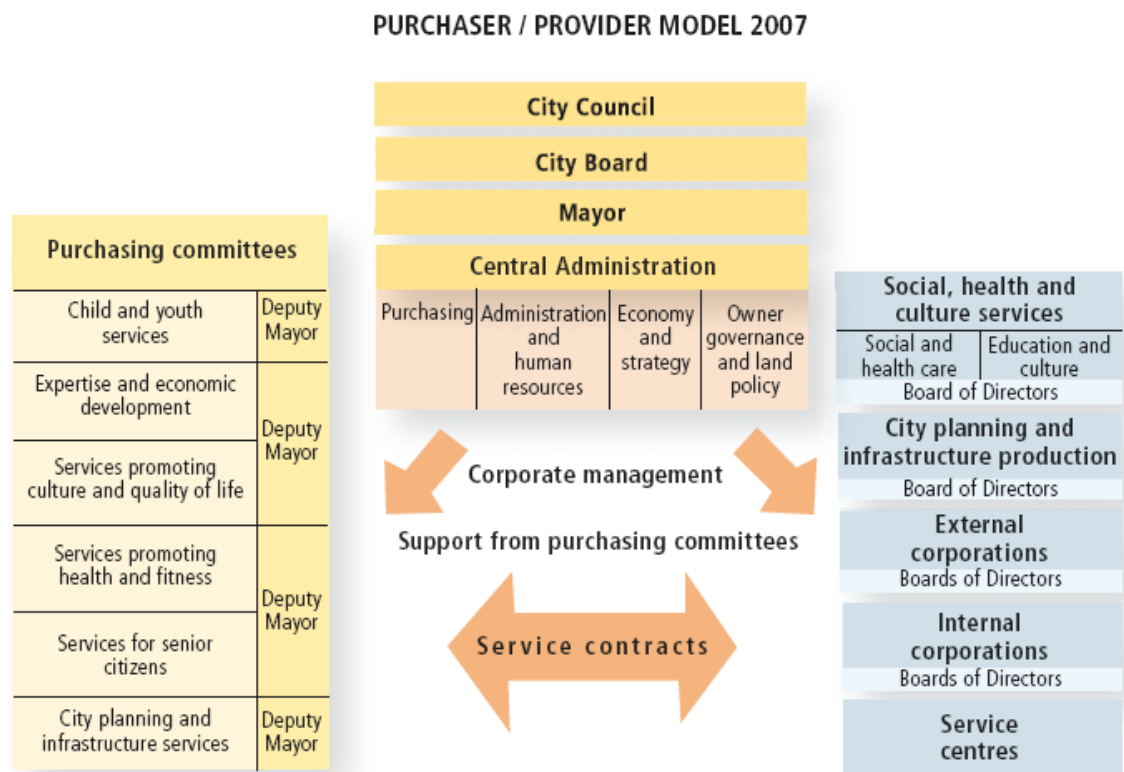 PURCHASER / PROVIDER MODEL 2007
City Council
City Board
Mayor
Central Administration
Purchasing
Administration
and
human
resources
Economy
and
strategy
Owner
governance
and land
policy
Purchasing committees
Child and youth
services
Deputy
Mayor
Expertise and economic
development
Services promoting
culture and quality of life
Deputy
Mayor
Services promoting
health and fitness
Services for senior
citizens
Deputy
Mayor
City planning and
infrastructure services
Deputy
Mayor
Corporate management
Support from purchasing committees
Service contracts
Social, health and
culture services
Social and
health care
Education and
culture
Board of Directors
City planning and
infrastructure production
Board of Directors
External
corporations
Boards of Directors
Internal
corporations
Boards of Directors
Service
centres